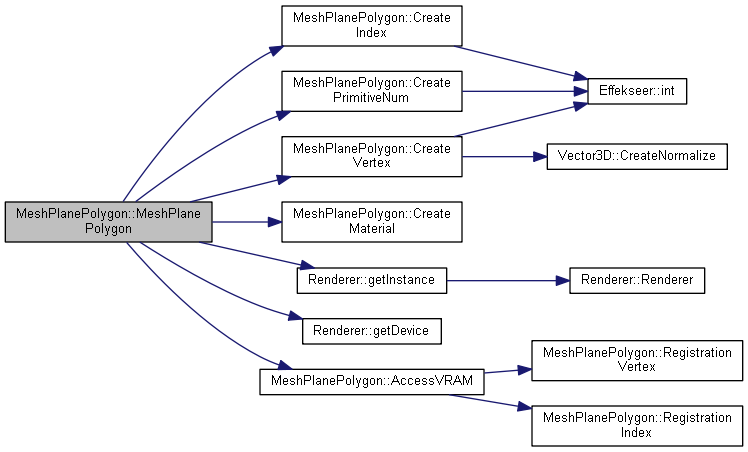 MeshPlanePolygon::MeshPlane
Polygon
MeshPlanePolygon::Create
Index
MeshPlanePolygon::Create
PrimitiveNum
MeshPlanePolygon::Create
Vertex
MeshPlanePolygon::Create
Material
Renderer::getInstance
Renderer::getDevice
MeshPlanePolygon::AccessVRAM
Effekseer::int
Vector3D::CreateNormalize
Renderer::Renderer
MeshPlanePolygon::Registration
Vertex
MeshPlanePolygon::Registration
Index